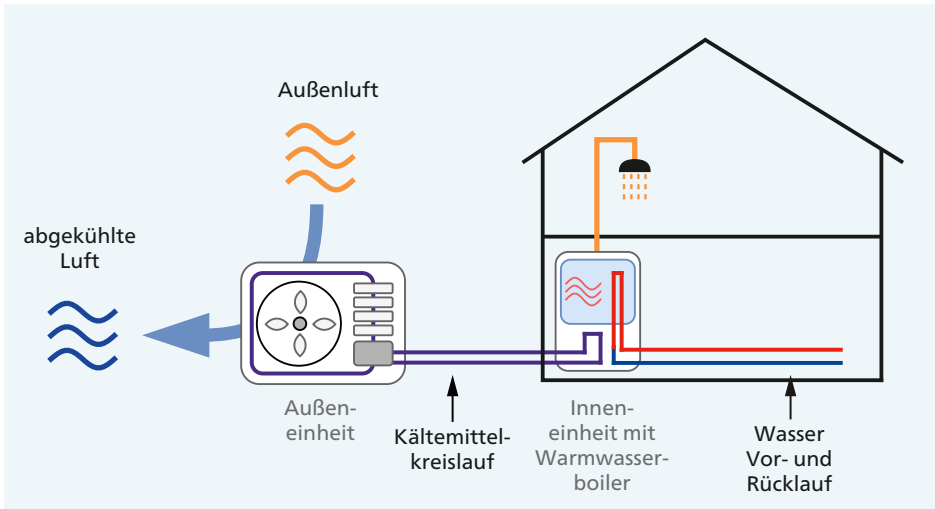 Außenluft
abgekühlte
Luft
Außen-
einheit
Kältemittel-
kreislauf
Innen-
einheit mit
Warmwasser-
boiler
Wasser
Vor- und
Rücklauf